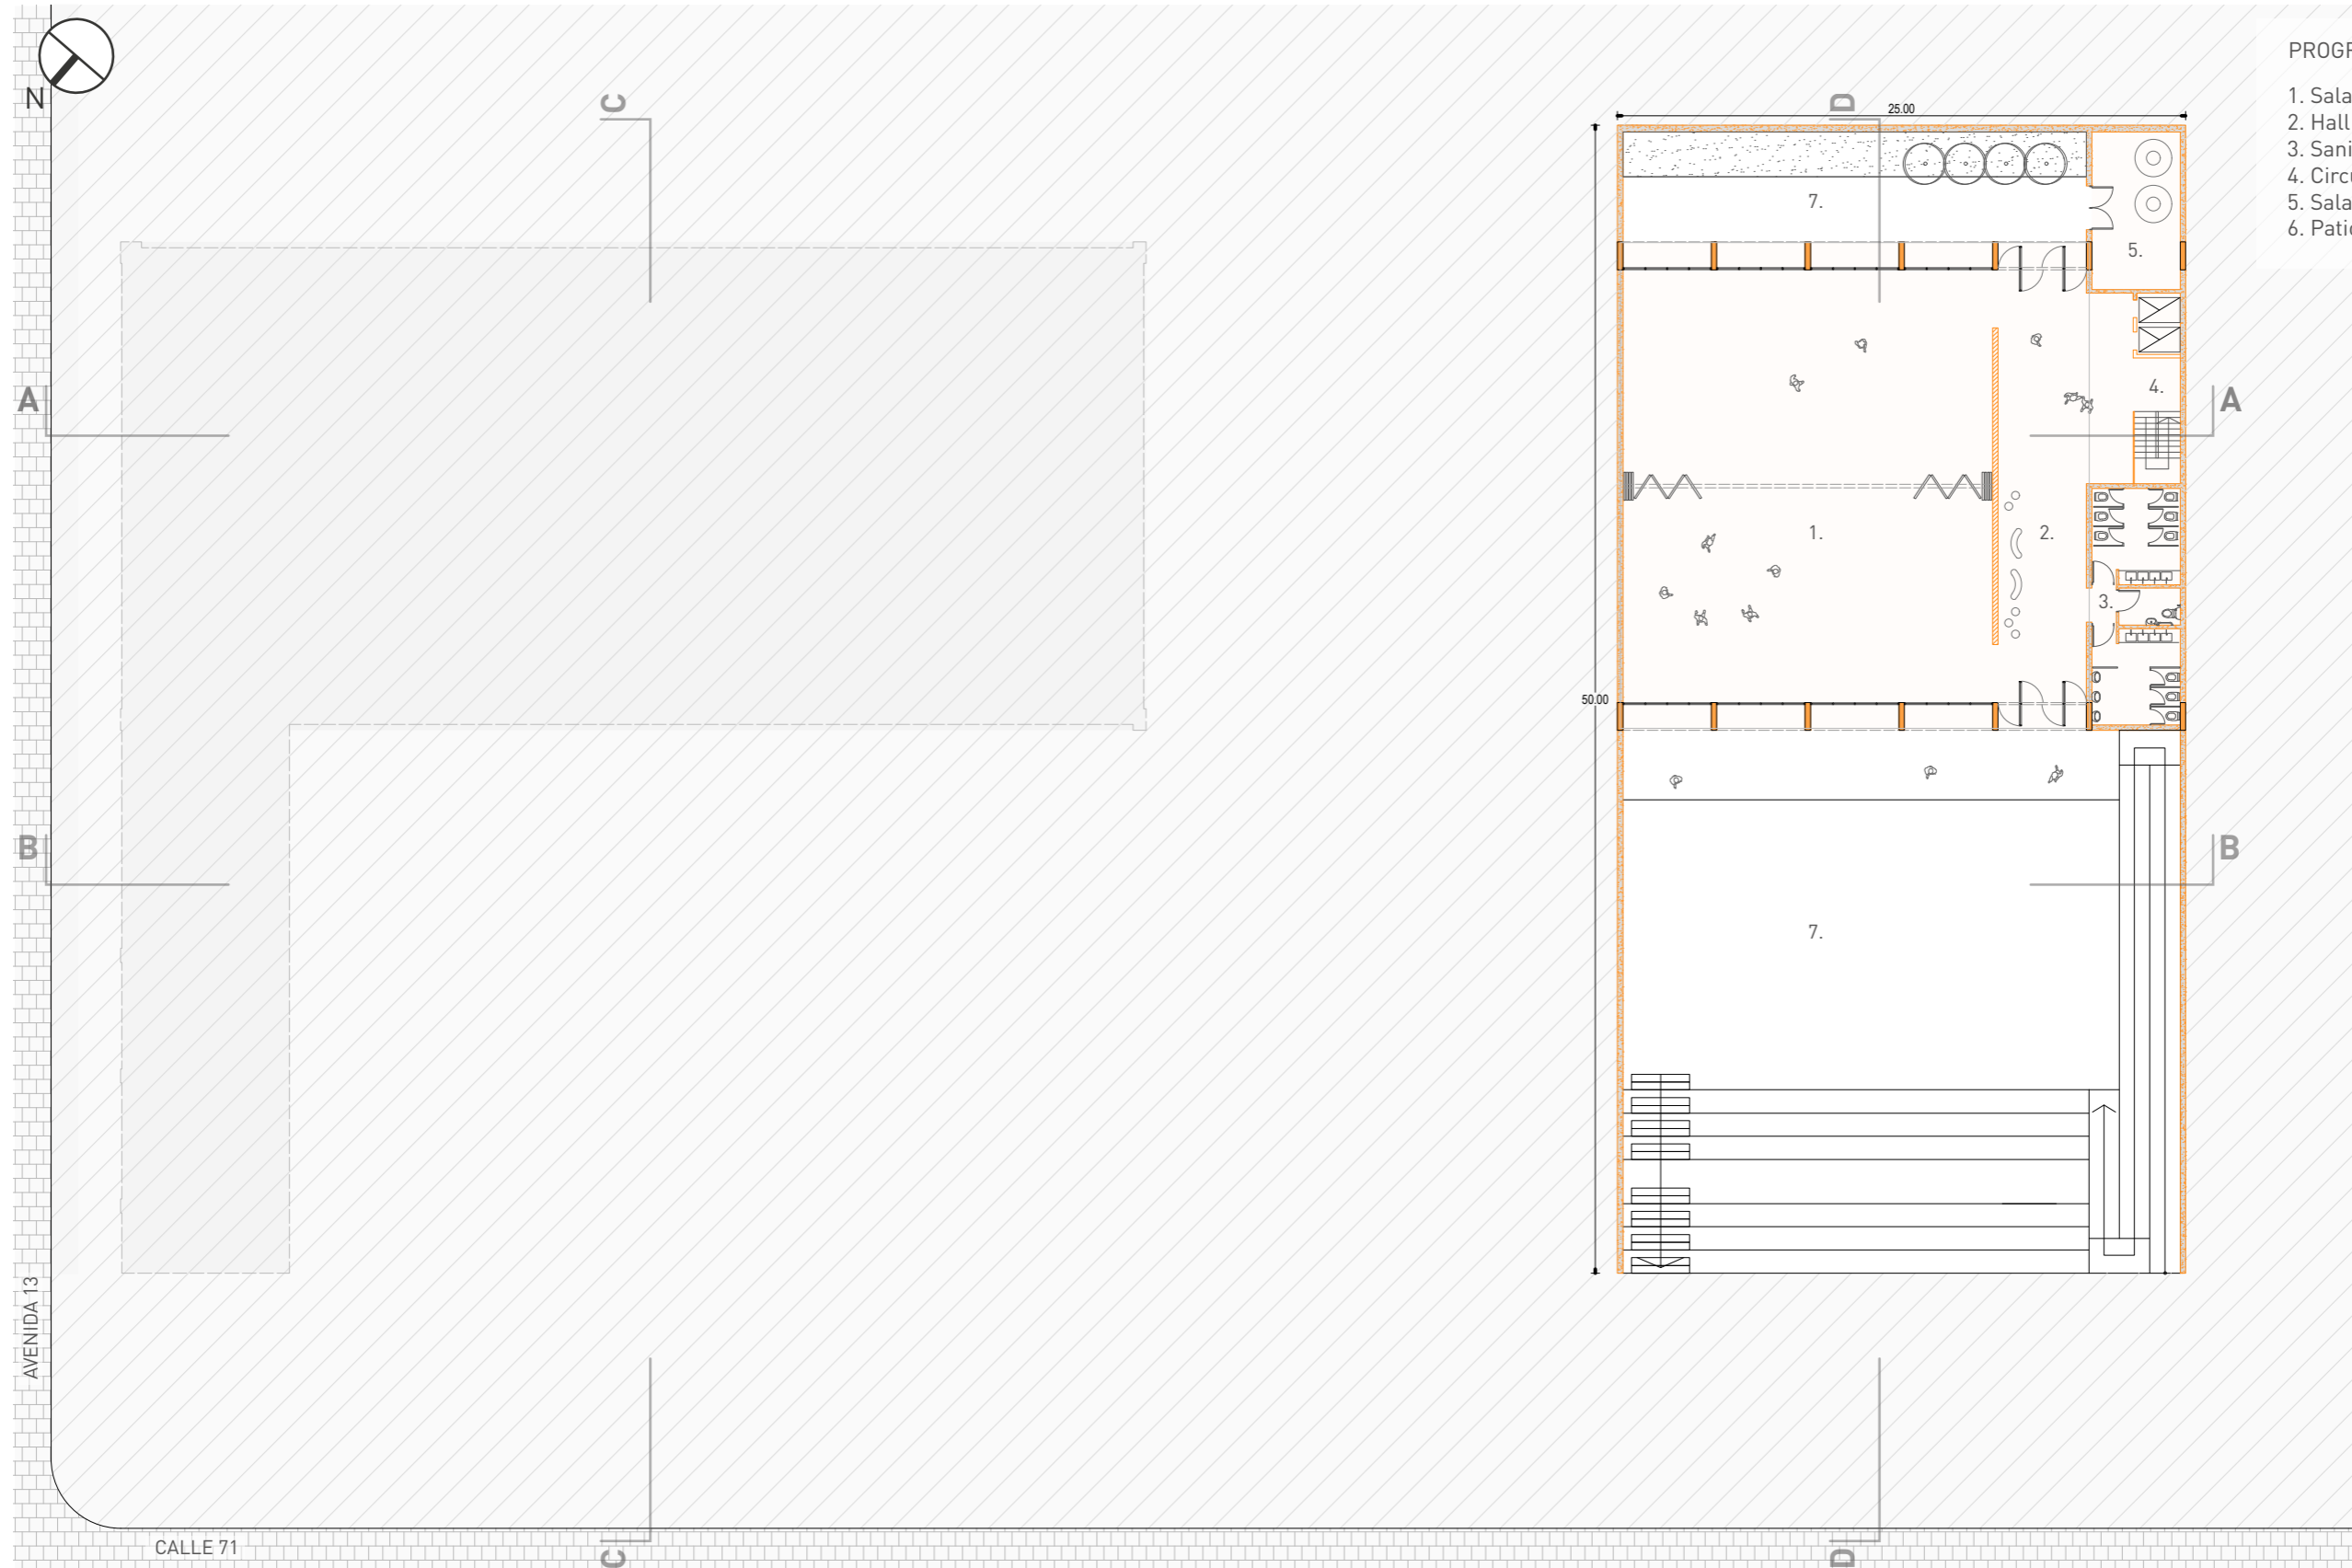 N
C
D
25.00
PROGR
1. Sala
2. Hall
3. Sani
4. Circu
5. Sala
6. Patio
7.
5.
A
4.
A
1.
2.
3.
50.00
B
B
7.
AVENIDA 13
CALLE 71
C
D